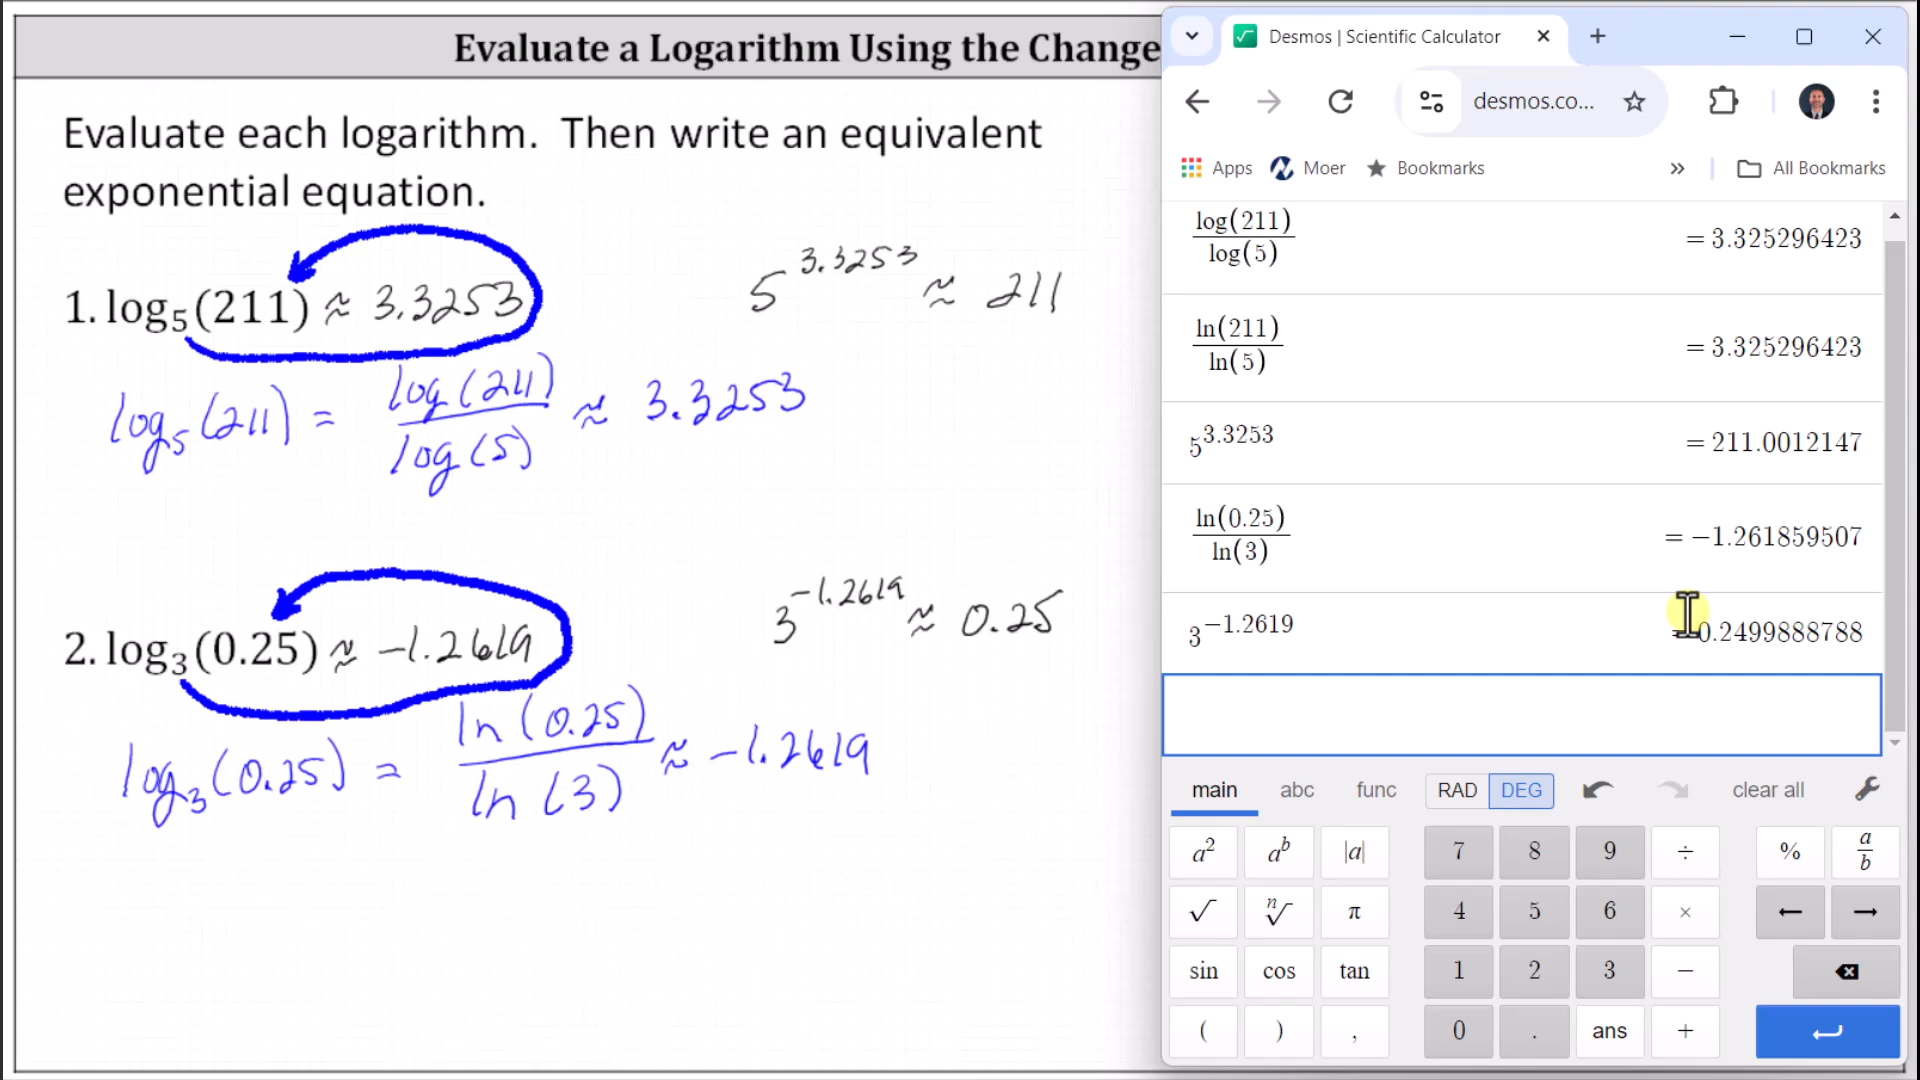 Evaluate a Logarithm Using the Change
Evaluate each logarithm. Then write an equivalent
exponential equation.
1. log₅(211) ≈ 3.3253
5^3.3253 ≈ 211
log₅(211) = log(211)/log(5) ≈ 3.3253
2. log₃(0.25) ≈ -1.2619
3^-1.2619 ≈ 0.25
log₃(0.25) = ln(0.25)/ln(3) ≈ -1.2619
Desmos | Scientific Calculator
desmos.co...
Apps Moer Bookmarks » All Bookmarks
log(211)/log(5) = 3.325296423
ln(211)/ln(5) = 3.325296423
5^3.3253 = 211.0012147
ln(0.25)/ln(3) = −1.261859507
3^−1.2619 = 0.2499888788
main abc func RAD DEG clear all
a² a^b |a| 7 8 9 ÷ % a/b
√ ⁿ√ π 4 5 6 × ← →
sin cos tan 1 2 3 −
( ) , 0 . ans +